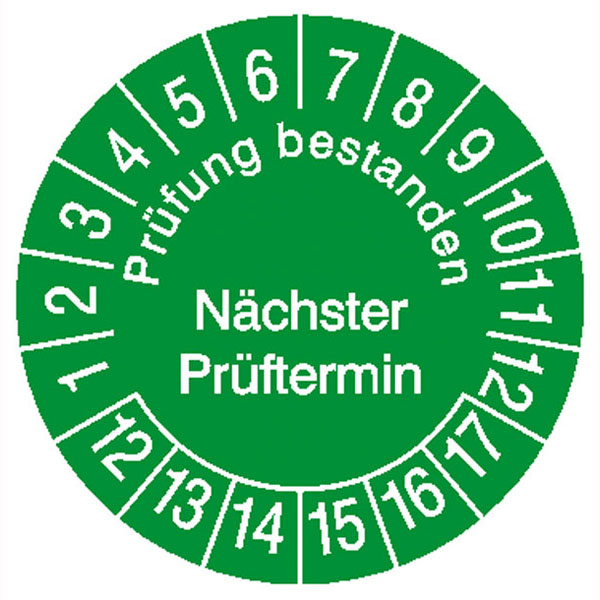 1 2 3 4 5 6 7 8 9 10 11 12
Prüfung bestanden
Nächster
Prüftermin
12 13 14 15 16 17